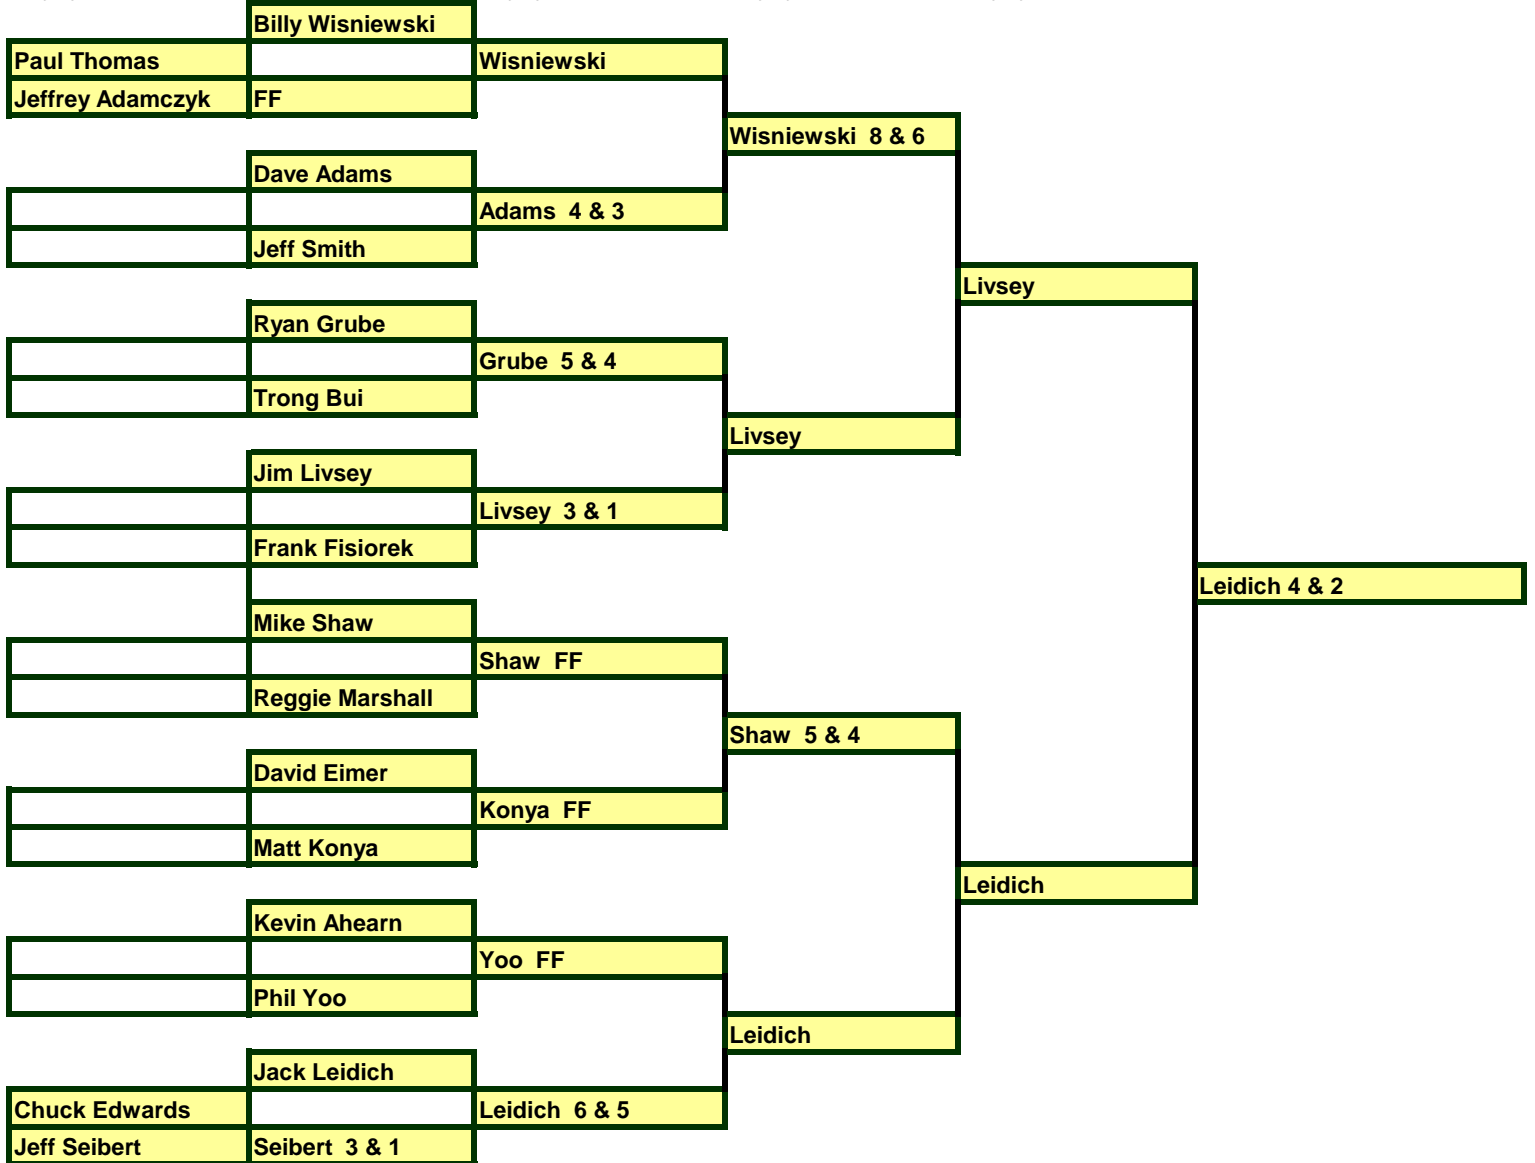 Billy Wisniewski
Paul Thomas
Wisniewski
Jeffrey Adamczyk
FF
Wisniewski  8 & 6
Dave Adams
Adams  4 & 3
Jeff Smith
Livsey
Ryan Grube
Grube  5 & 4
Trong Bui
Livsey
Jim Livsey
Livsey  3 & 1
Frank Fisiorek
Leidich 4 & 2
Mike Shaw
Shaw  FF
Reggie Marshall
Shaw  5 & 4
David Eimer
Konya  FF
Matt Konya
Leidich
Kevin Ahearn
Yoo  FF
Phil Yoo
Leidich
Jack Leidich
Chuck Edwards
Leidich  6 & 5
Jeff Seibert
Seibert  3 & 1